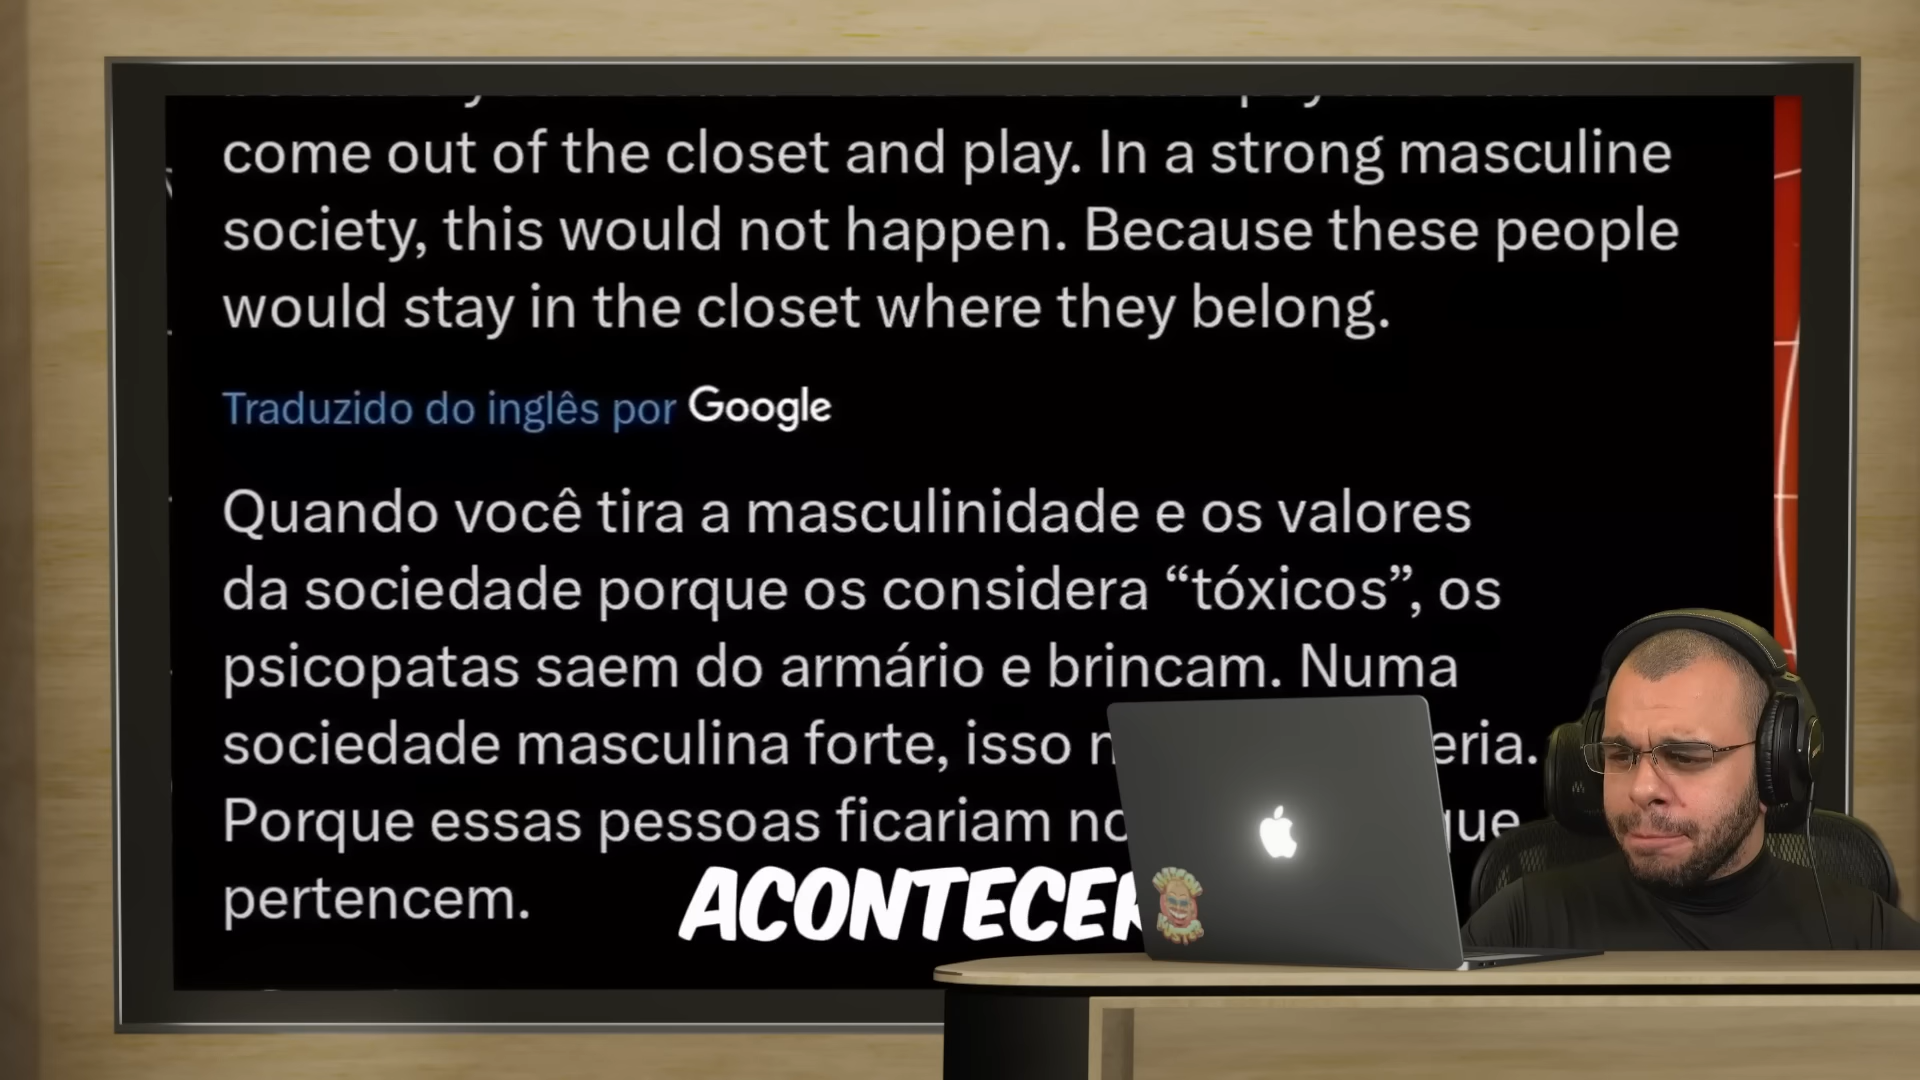 come out of the closet and play. In a strong masculine
society, this would not happen. Because these people
would stay in the closet where they belong.
Traduzido do inglês por Google
Quando você tira a masculinidade e os valores
da sociedade porque os considera “tóxicos”, os
psicopatas saem do armário e brincam. Numa
sociedade masculina forte, isso eria.
Porque essas pessoas ficariam que
pertencem.
ACONTECER